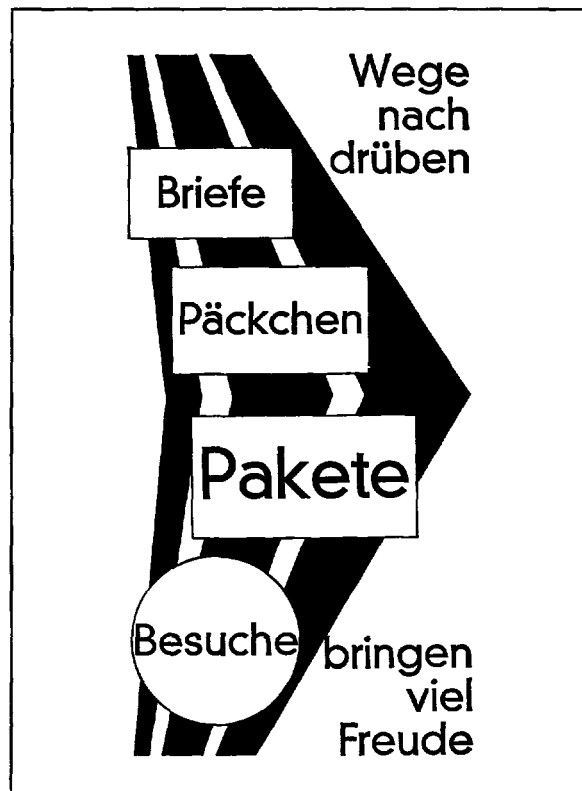 Wege
nach
drüben
Briefe
Päckchen
Pakete
Besuche
bringen
viel
Freude